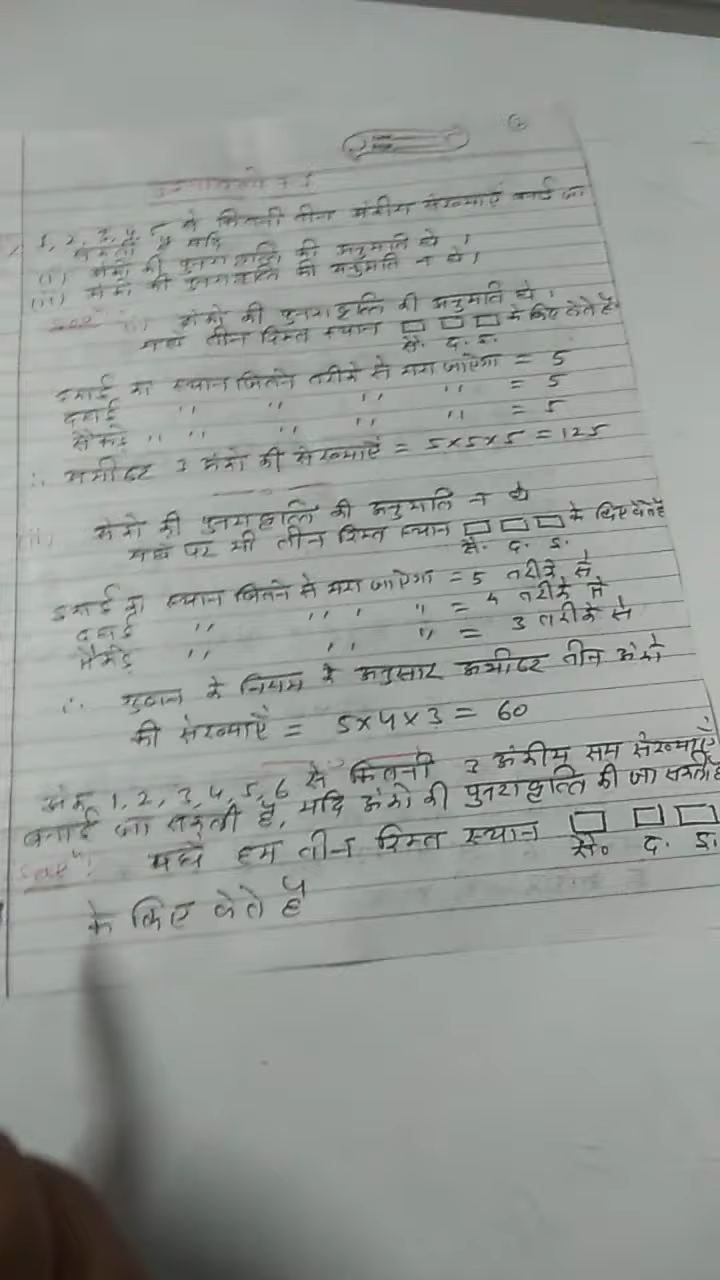 1, 2, 3, 4, 5 से कितनी तीन अंकीय संख्याएँ बनाई जा
सकती है यदि
(i) अंकों की पुनरावृत्ति की अनुमति हो।
(ii) अंकों की पुनरावृत्ति की अनुमति न हो।
(i) अंकों की पुनरावृत्ति की अनुमति हो।
यहाँ तीन रिक्त स्थान □ □ □ के लिए लेते हैं
सै. द. इ.
इकाई का स्थान जितने तरीके से भरा जाएगा = 5
दहाई " " " " = 5
सैकड़े " " " " " = 5
∴ अभीष्ट 3 अंकों की संख्याएँ = 5×5×5 = 125
अंकों की पुनरावृत्ति की अनुमति न हो
यहाँ पर भी तीन रिक्त स्थान □□□ के लिए लेते हैं
सै. द. इ.
इकाई का स्थान जितने से भरा जाएगा = 5 तरीके से
दहाई " " " " = 4 तरीके से
सैकड़े " " " = 3 तरीके से
∴ गुणन के नियम के अनुसार अभीष्ट तीन अंको
की संख्याएँ = 5×4×3 = 60
अंक 1, 2, 3, 4, 5, 6 से कितनी 3 अंकीय सम संख्याएँ
बनाई जा सकती हैं, यदि अंको की पुनरावृत्ति की जा सकती है
यहाँ हम तीन रिक्त स्थान □ □ □
सै० द. इ.
के लिए लेते हैं